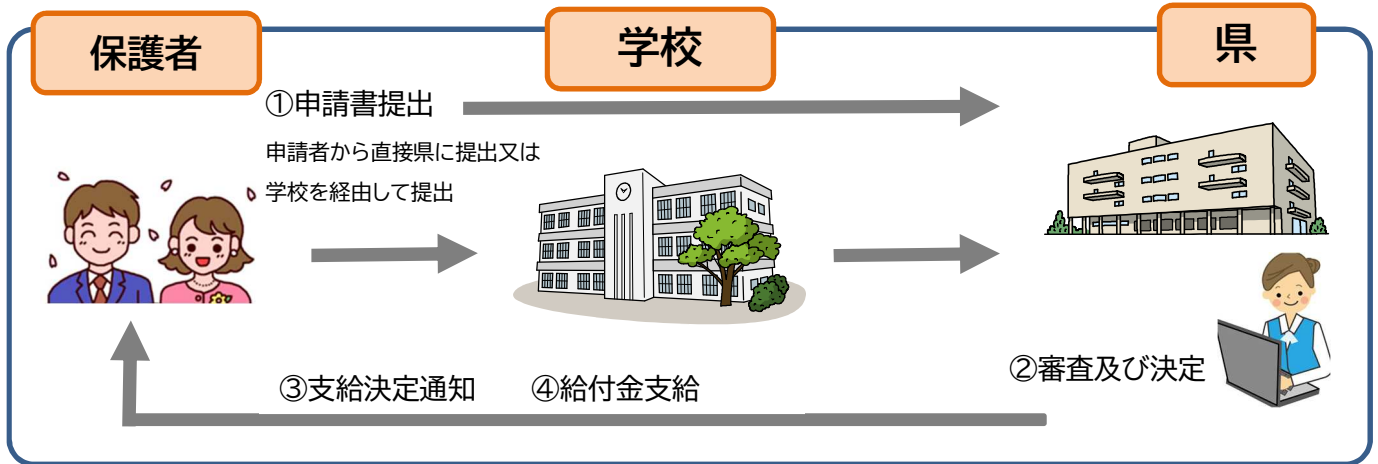 保護者
学校
県
①申請書提出
申請者から直接県に提出又は
学校を経由して提出
②審査及び決定
③支給決定通知
④給付金支給